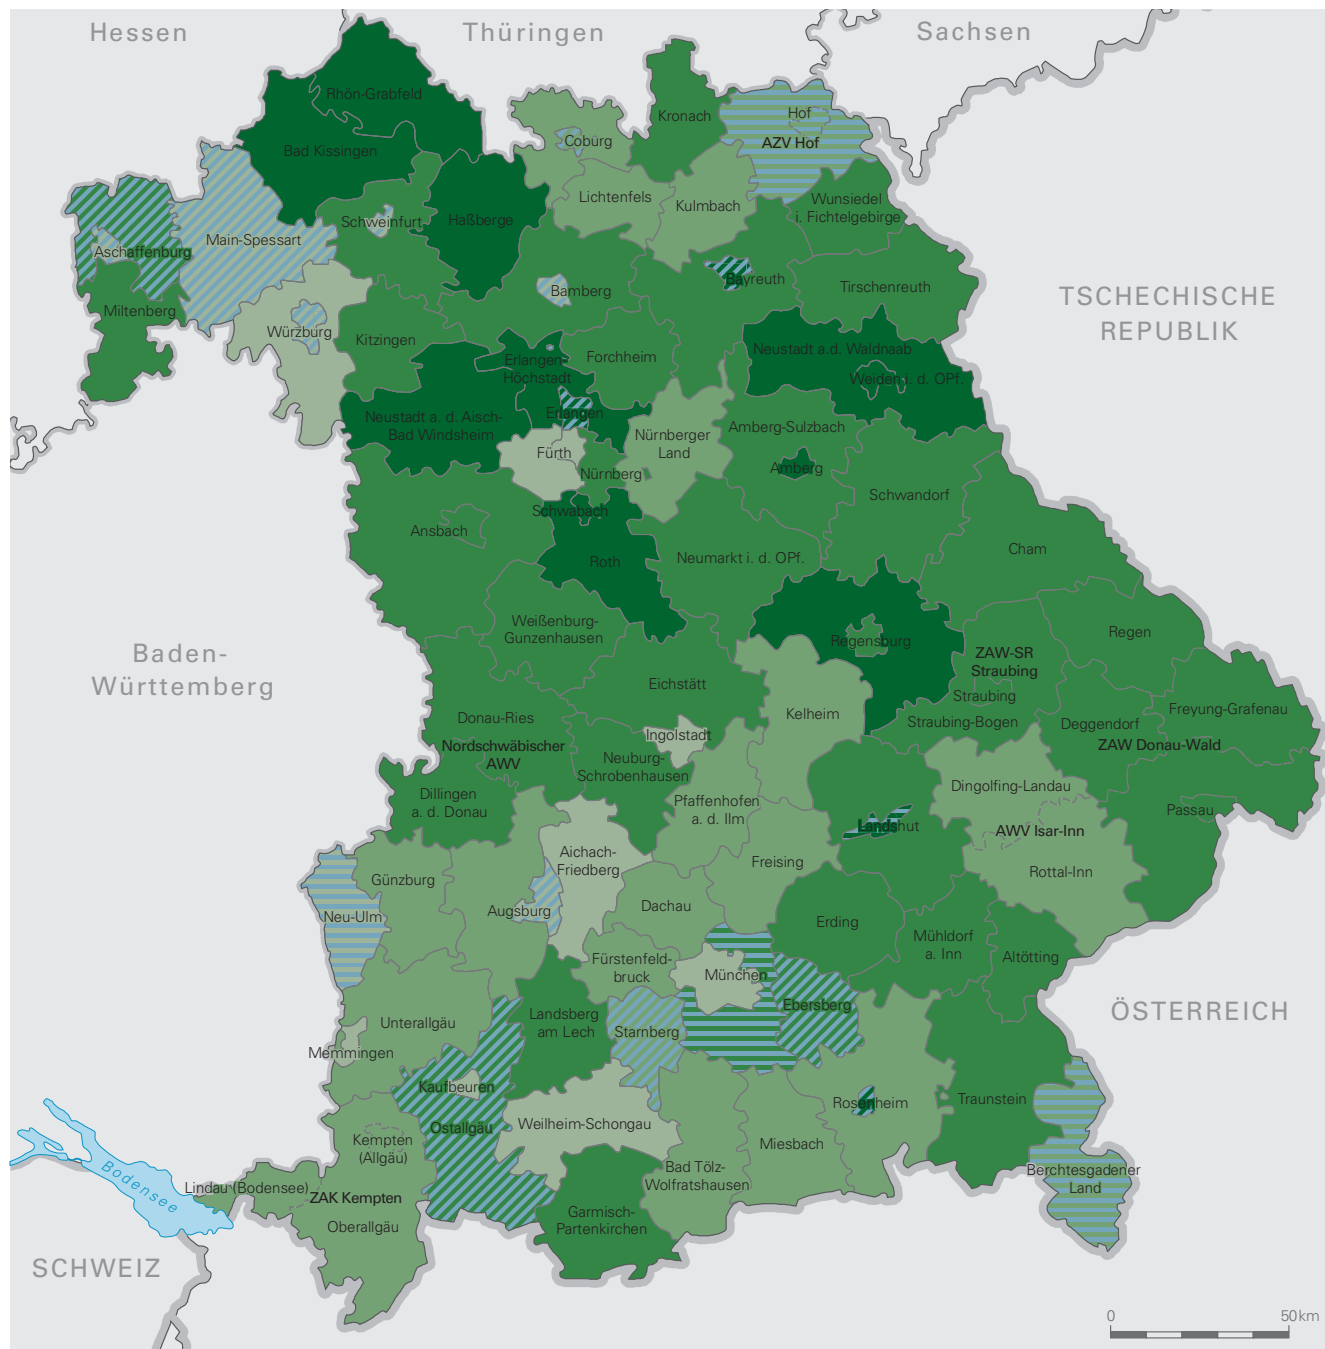 Hessen
Thüringen
Sachsen
Rhön-Grabfeld
Kronach
Hof
AZV Hof
Coburg
Bad Kissingen
Lichtenfels
Kulmbach
Wunsiedel
i. Fichtelgebirge
Schweinfurt
Haßberge
Main-Spessart
Aschaffenburg
Bayreuth
Tirschenreuth
Bamberg
TSCHECHISCHE
REPUBLIK
Miltenberg
Würzburg
Kitzingen
Forchheim
Erlangen-
Höchstadt
Neustadt a.d. Waldnaab
Weiden i. d. OPf.
Neustadt a. d. Aisch-
Bad Windsheim
Erlangen
Nürnberger
Land
Amberg-Sulzbach
Fürth
Nürnberg
Amberg
Schwandorf
Schwabach
Ansbach
Roth
Neumarkt i. d. OPf.
Cham
Weißenburg-
Gunzenhausen
Regensburg
Regen
ZAW-SR
Straubing
Baden-
Württemberg
Eichstätt
Straubing
Kelheim
Straubing-Bogen
Deggendorf
Freyung-Grafenau
Donau-Ries
Nordschwäbischer
AWV
Ingolstadt
Neuburg-
Schrobenhausen
ZAW Donau-Wald
Dillingen
a. d. Donau
Pfaffenhofen
a. d. Ilm
Dingolfing-Landau
Passau
Landshut
AWV Isar-Inn
Aichach-
Friedberg
Freising
Rottal-Inn
Günzburg
Neu-Ulm
Augsburg
Dachau
Erding
Mühldorf
a. Inn
Altötting
Fürstenfeld-
bruck
München
Ebersberg
ÖSTERREICH
Unterallgäu
Landsberg
am Lech
Starnberg
Memmingen
Kaufbeuren
Rosenheim
Traunstein
Ostallgäu
Weilheim-Schongau
Miesbach
Kempten
(Allgäu)
Bad Tölz-
Wolfratshausen
Berchtesgadener
Land
Bodensee
Lindau (Bodensee)
ZAK Kempten
Oberallgäu
Garmisch-
Partenkirchen
SCHWEIZ
0 50 km